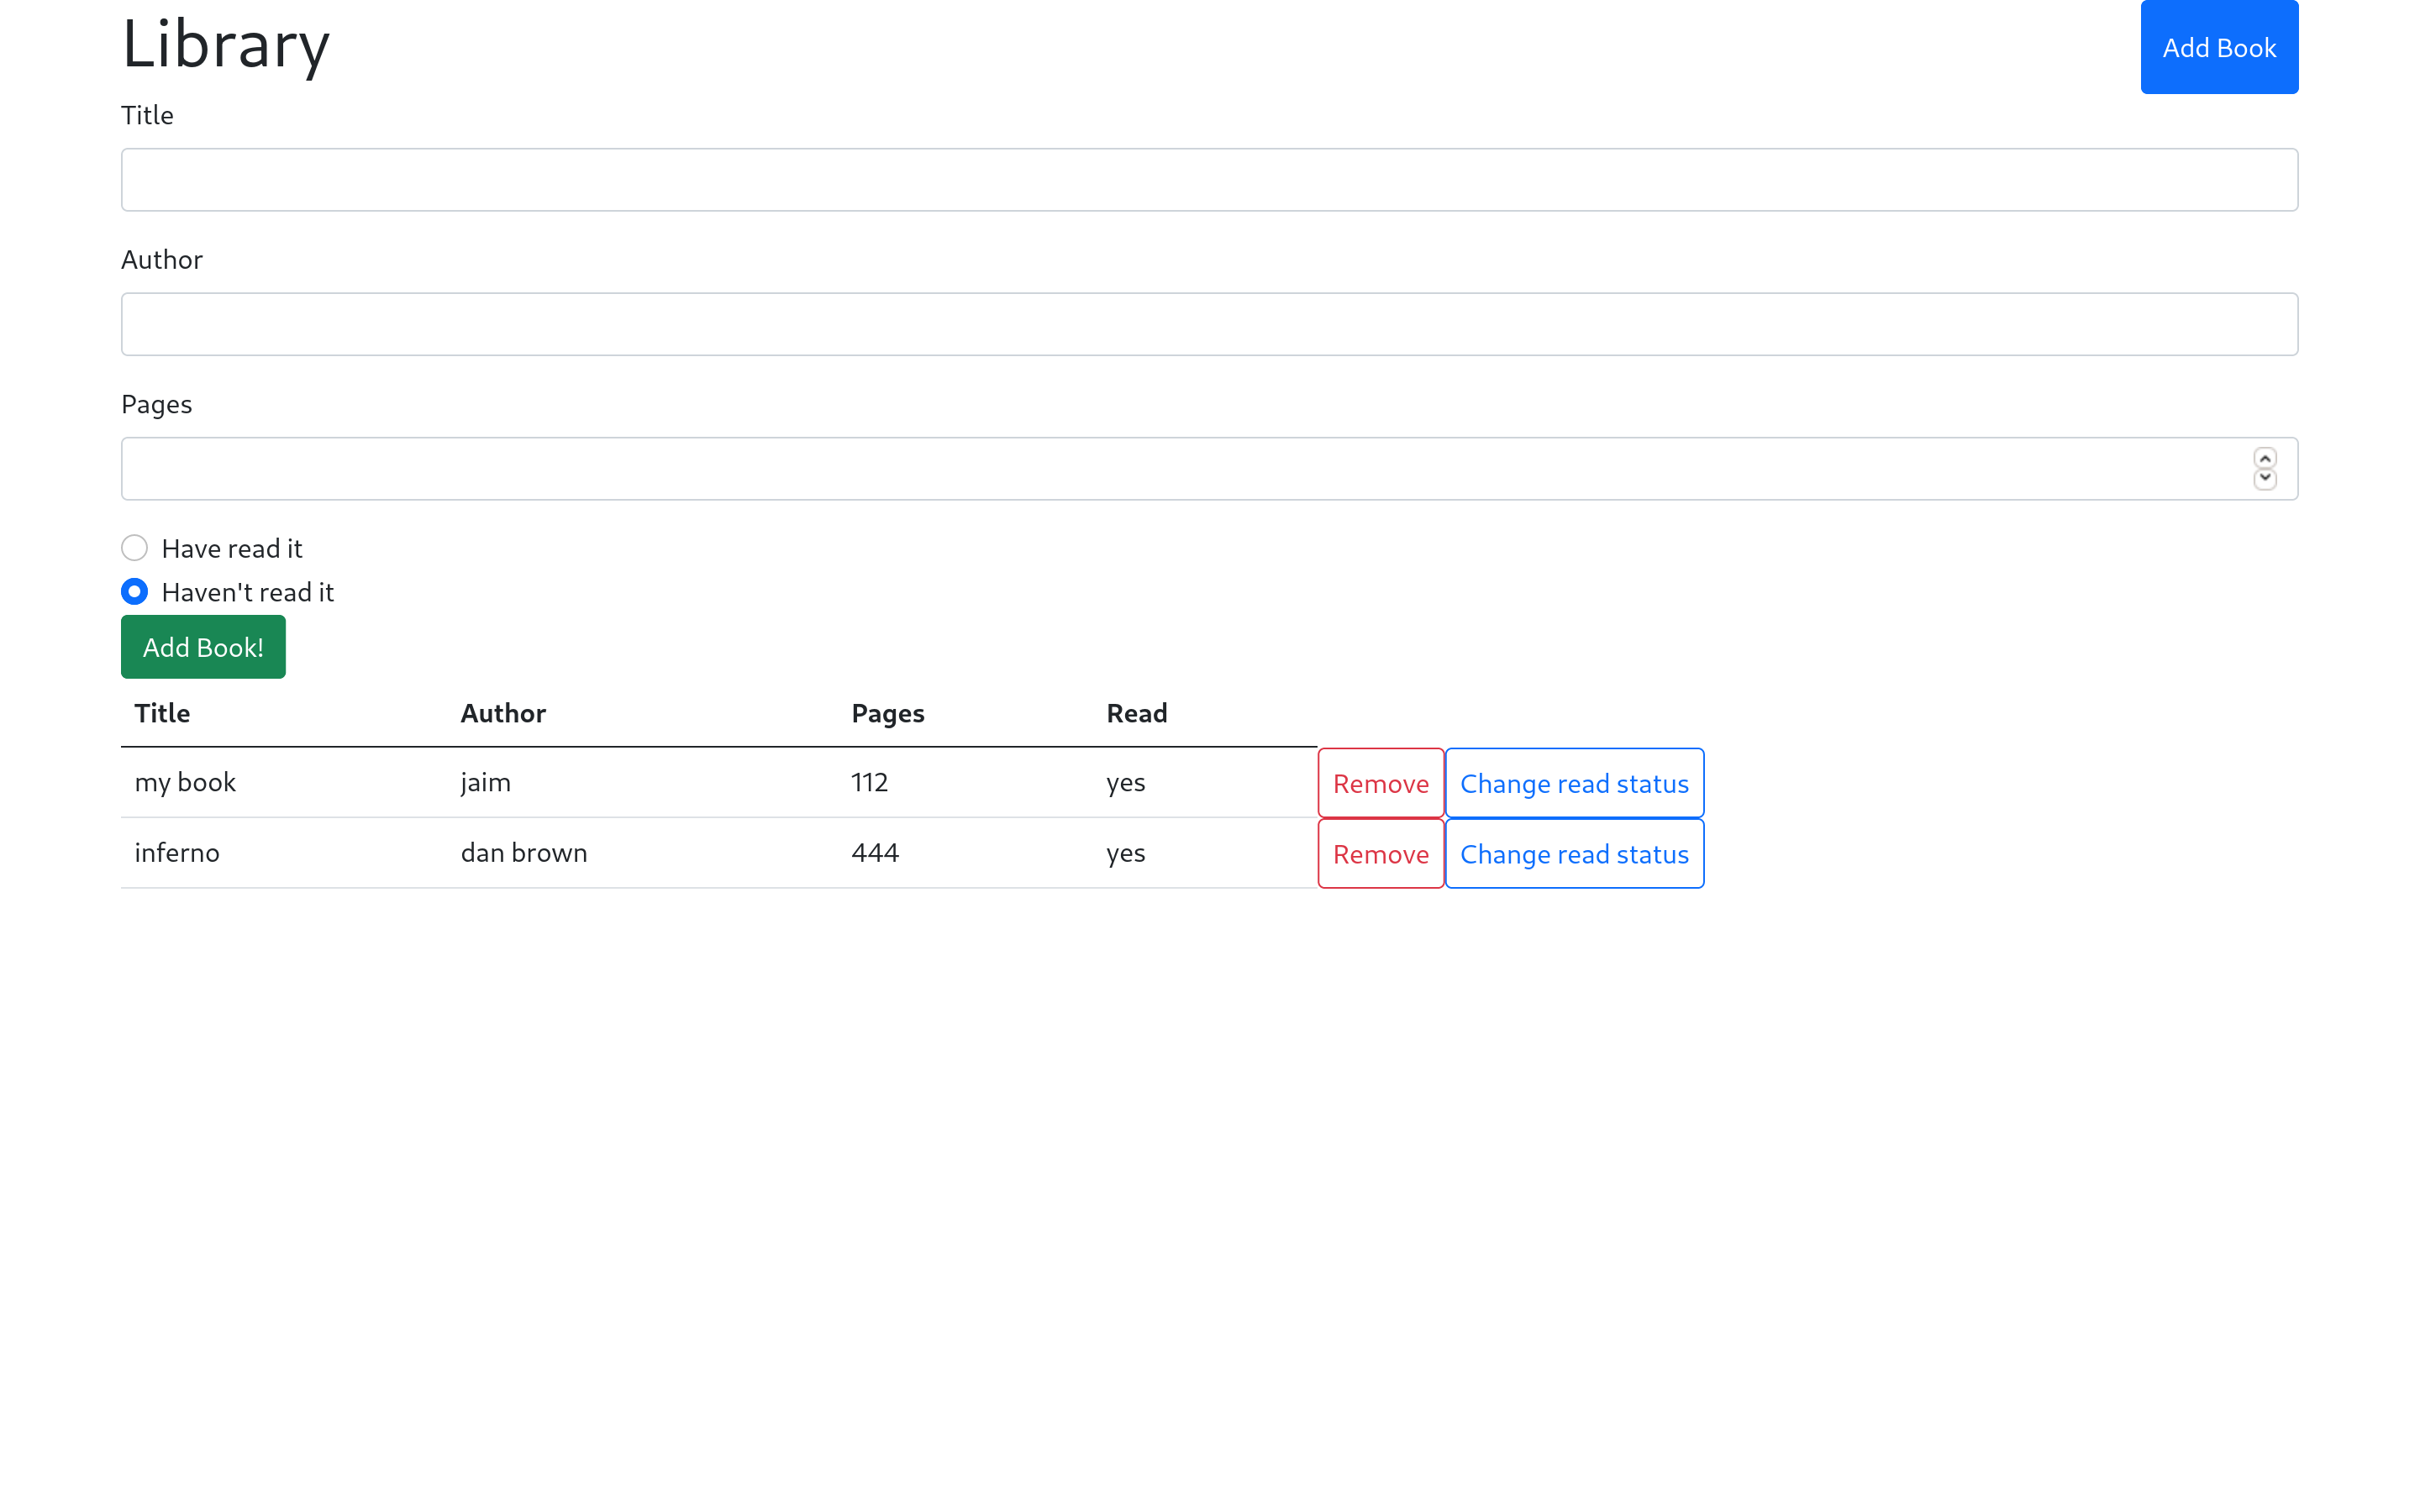 Library Add Book
Title
Author
Pages
Have read it
Haven't read it
Add Book!
Title Author Pages Read
my book jaim 112 yes Remove Change read status
inferno dan brown 444 yes Remove Change read status